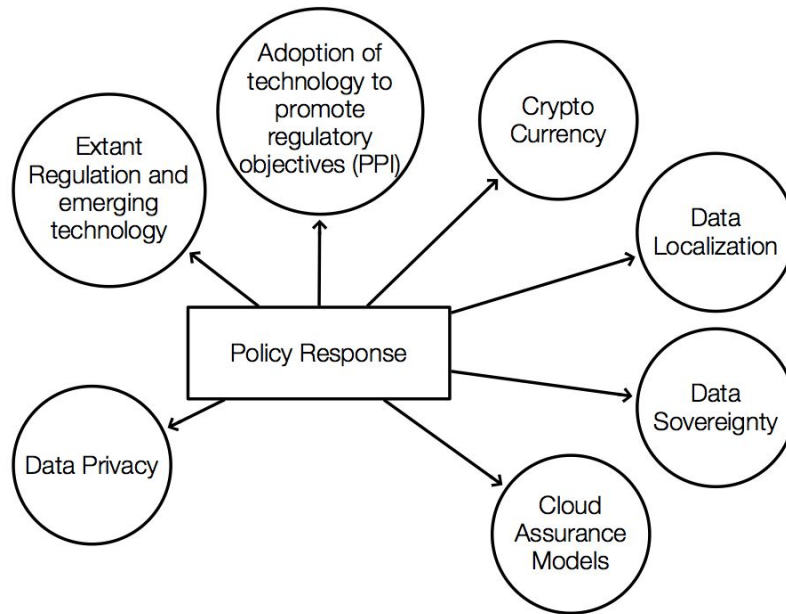 Adoption of
technology to
promote
regulatory
objectives (PPI)
Crypto
Currency
Extant
Regulation and
emerging
technology
Data
Localization
Policy Response
Data
Sovereignty
Data Privacy
Cloud
Assurance
Models